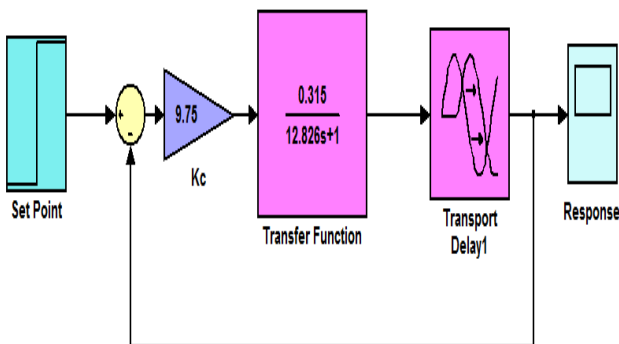 +
-
9.75
0.315
12.826s+1
Set Point
Kc
Transfer Function
Transport
Delay1
Response